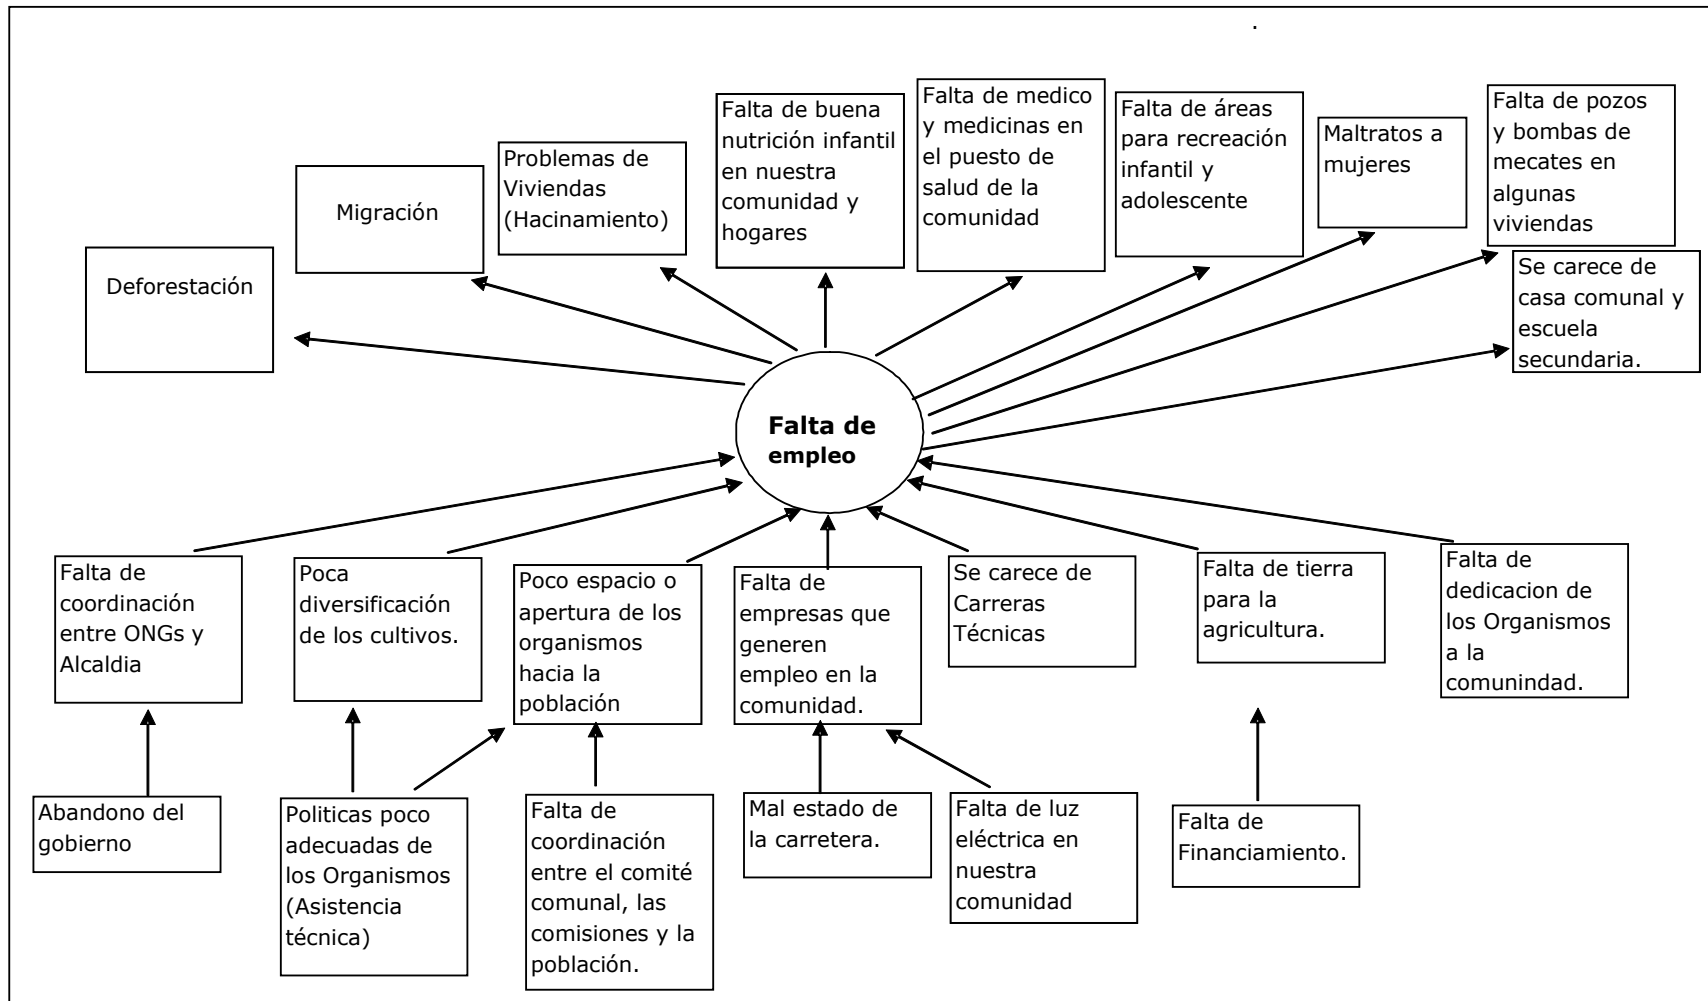 Deforestación
Migración
Problemas de
Viviendas
(Hacinamiento)
Falta de buena
nutrición infantil
en nuestra
comunidad y
hogares
Falta de medico
y medicinas en
el puesto de
salud de la
comunidad
Falta de áreas
para recreación
infantil y
adolescente
Maltratos a
mujeres
Falta de pozos
y bombas de
mecates en
algunas
viviendas
Se carece de
casa comunal y
escuela
secundaria.
Falta de
empleo
Falta de
coordinación
entre ONGs y
Alcaldia
Poca
diversificación
de los cultivos.
Poco espacio o
apertura de los
organismos
hacia la
población
Falta de
empresas que
generen
empleo en la
comunidad.
Se carece de
Carreras
Técnicas
Falta de tierra
para la
agricultura.
Falta de
dedicacion de
los Organismos
a la
comunindad.
Abandono del
gobierno
Politicas poco
adecuadas de
los Organismos
(Asistencia
técnica)
Falta de
coordinación
entre el comité
comunal, las
comisiones y la
población.
Mal estado de
la carretera.
Falta de luz
eléctrica en
nuestra
comunidad
Falta de
Financiamiento.